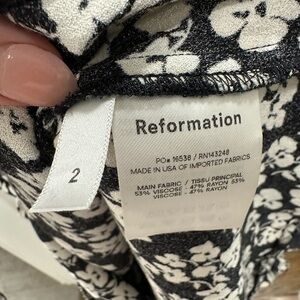 2
Reformation
PO# 16538 / RN143248
MADE IN USA OF IMPORTED FABRICS
MAIN FABRIC / TISSU PRINCIPAL
53% VISCOSE - 47% RAYON 53%
VISCOSE - 47% RAYON